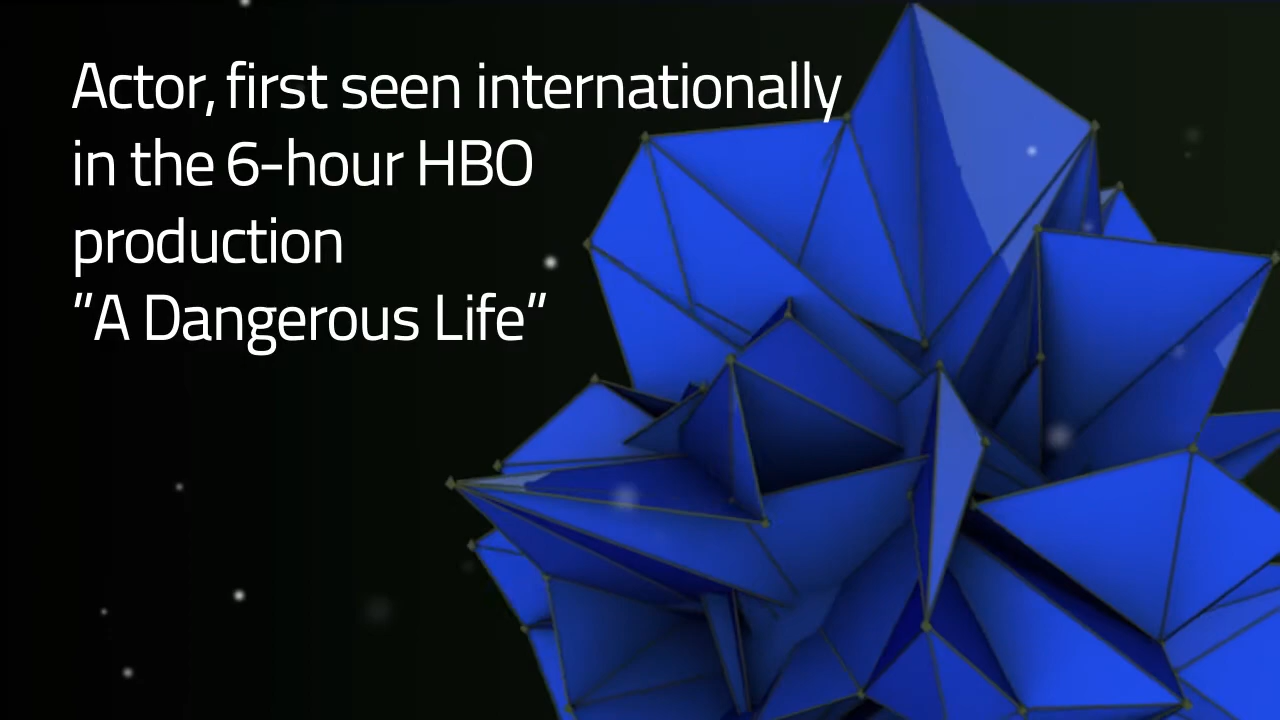 Actor, first seen internationally
in the 6-hour HBO
production
"A Dangerous Life"